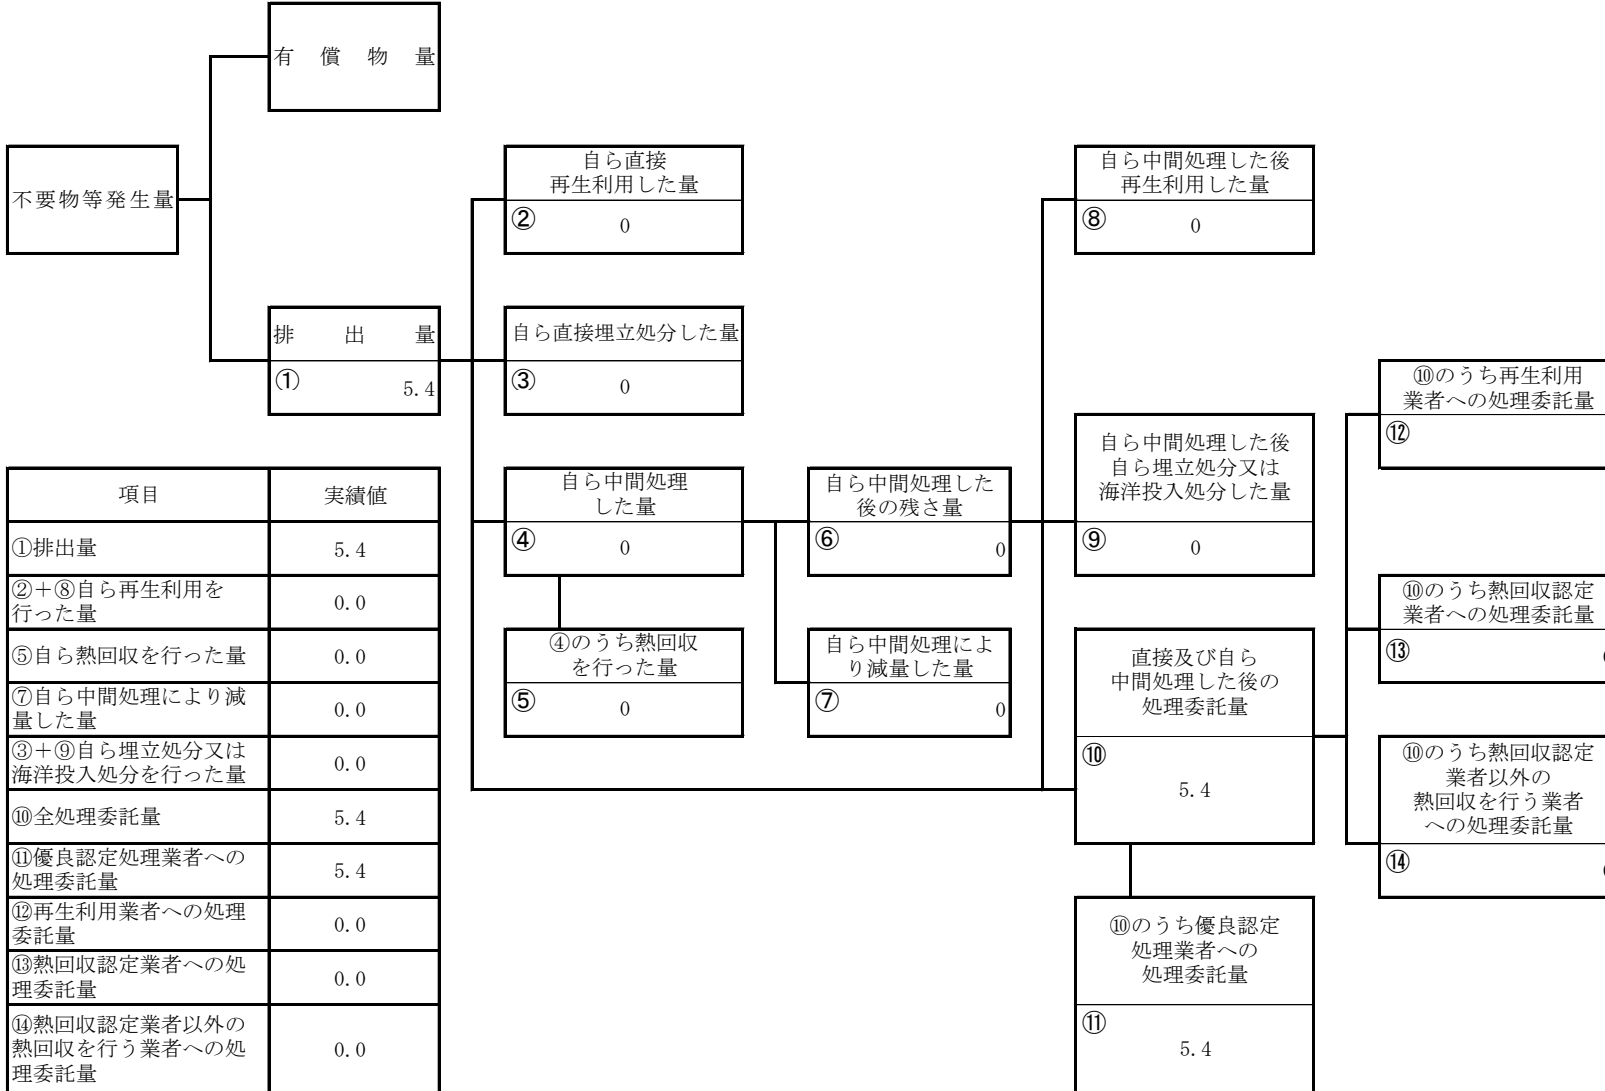 有償物量
不要物等発生量
自ら直接
再生利用した量
② 0
自ら中間処理した後
再生利用した量
⑧ 0
排出量
① 5.4
自ら直接埋立処分した量
③ 0
⑩のうち再生利用
業者への処理委託量
⑫
自ら中間処理した後
自ら埋立処分又は
海洋投入処分した量
⑨ 0
自ら中間処理
した量
④ 0
自ら中間処理した
後の残さ量
⑥ 0
④のうち熱回収
を行った量
⑤ 0
自ら中間処理によ
り減量した量
⑦ 0
直接及び自ら
中間処理した後の
処理委託量
⑩
5.4
⑩のうち熱回収認定
業者への処理委託量
⑬
⑩のうち熱回収認定
業者以外の
熱回収を行う業者
への処理委託量
⑭
⑩のうち優良認定
処理業者への
処理委託量
⑪
5.4
項目 実績値
①排出量 5.4
②＋⑧自ら再生利用を
行った量 0.0
⑤自ら熱回収を行った量 0.0
⑦自ら中間処理により減
量した量 0.0
③＋⑨自ら埋立処分又は
海洋投入処分を行った量 0.0
⑩全処理委託量 5.4
⑪優良認定処理業者への
処理委託量 5.4
⑫再生利用業者への処理
委託量 0.0
⑬熱回収認定業者への処
理委託量 0.0
⑭熱回収認定業者以外の
熱回収を行う業者への処
理委託量 0.0